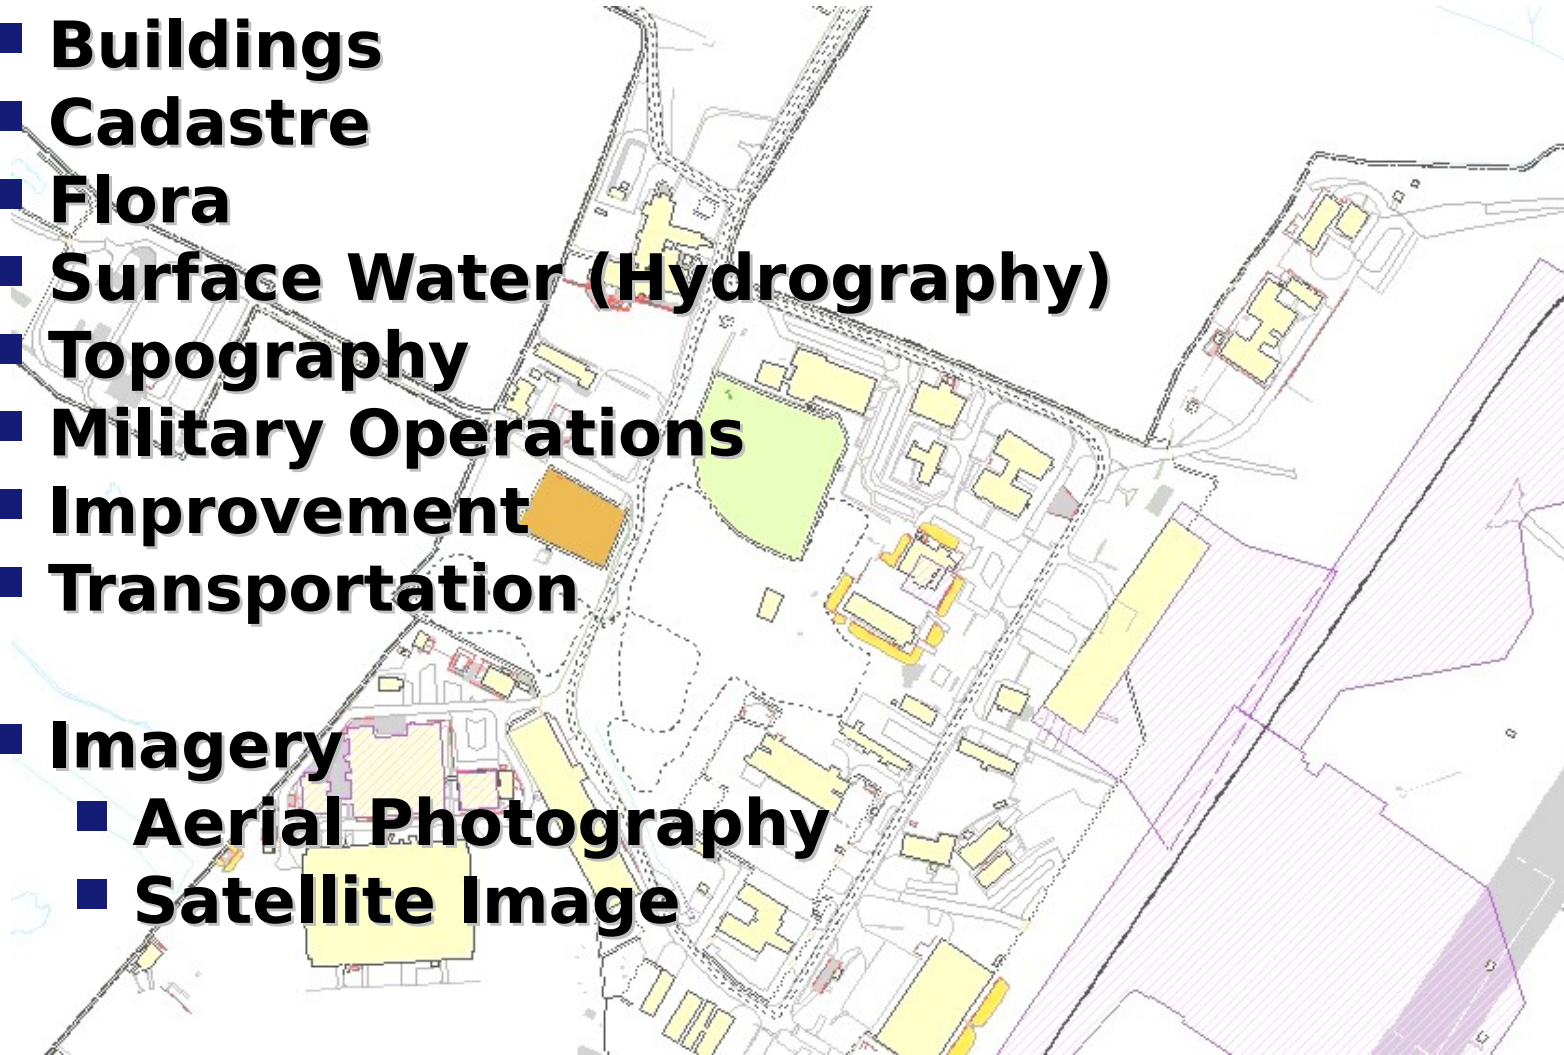 Buildings
Cadastre
Flora
Surface Water (Hydrography)
Topography
Military Operations
Improvement
Transportation
Imagery
Aerial Photography
Satellite Image